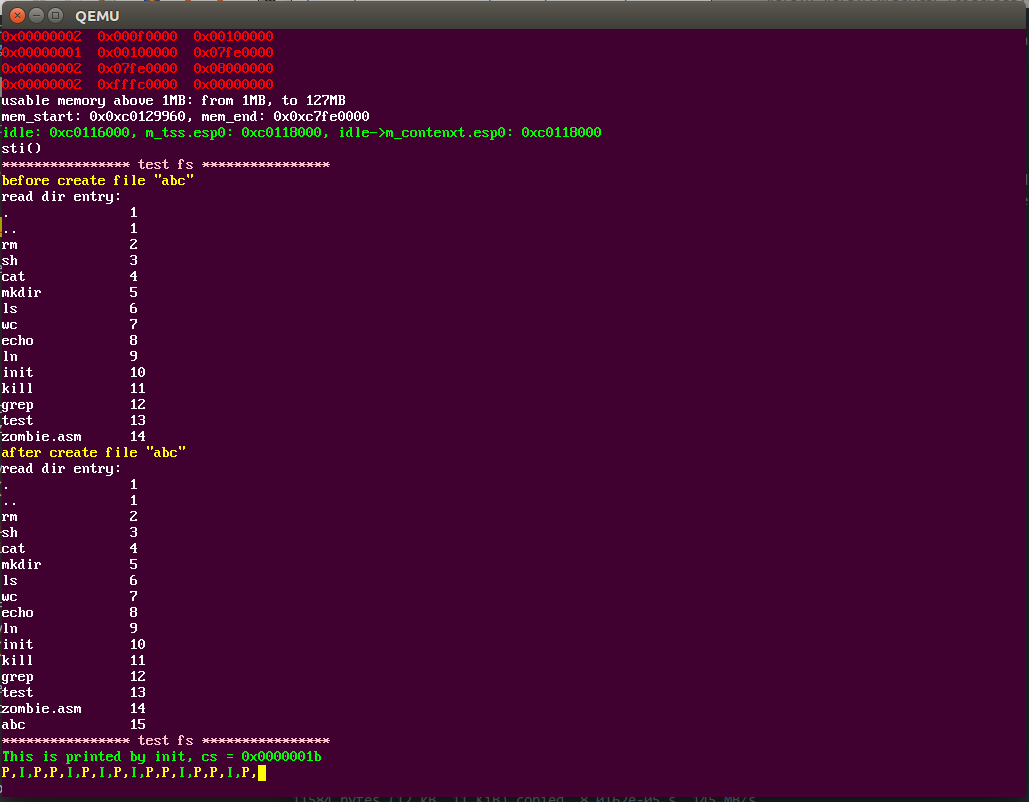 QEMU
0x00000002 0x000f0000 0x00100000
0x00000001 0x00100000 0x07fe0000
0x00000002 0x07fe0000 0x08000000
0x00000002 0xfffc0000 0x00000000
usable memory above 1MB: from 1MB, to 127MB
mem_start: 0x0xc0129960, mem_end: 0x0xc7fe0000
idle: 0xc0116000, m_tss.esp0: 0xc0118000, idle->m_contenxt.esp0: 0xc0118000
sti()
**************** test fs ****************
before create file "abc"
read dir entry:
. 1
.. 1
rm 2
sh 3
cat 4
mkdir 5
ls 6
wc 7
echo 8
ln 9
init 10
kill 11
grep 12
test 13
zombie.asm 14
after create file "abc"
read dir entry:
. 1
.. 1
rm 2
sh 3
cat 4
mkdir 5
ls 6
wc 7
echo 8
ln 9
init 10
kill 11
grep 12
test 13
zombie.asm 14
abc 15
**************** test fs ****************
This is printed by init, cs = 0x0000001b
P,I,P,P,I,P,I,P,I,P,P,I,P,P,I,P,